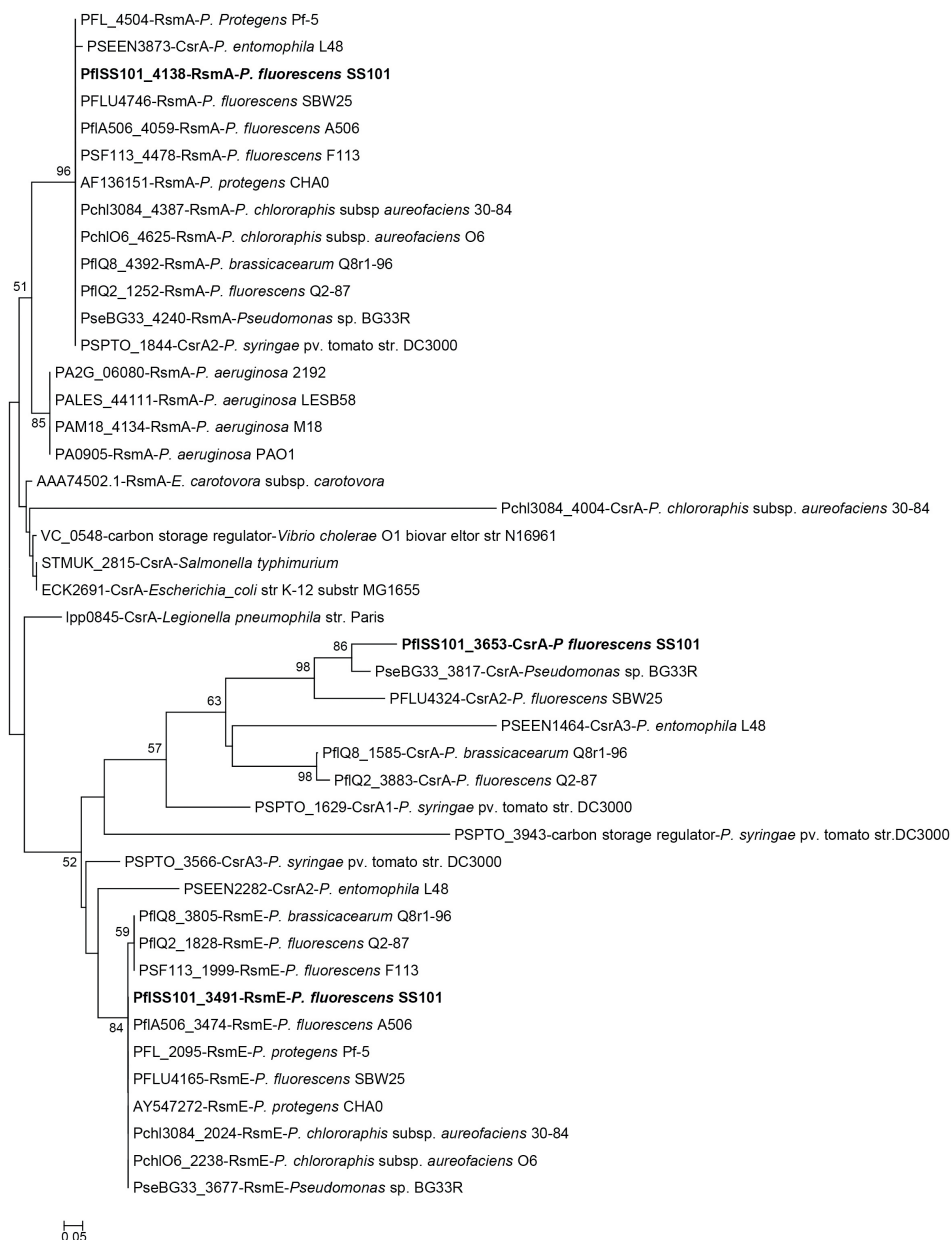 PFL_4504-RsmA-P. Protegens Pf-5
PSEEN3873-CsrA-P. entomophila L48
PflSS101_4138-RsmA-P. fluorescens SS101
PFLU4746-RsmA-P. fluorescens SBW25
PflA506_4059-RsmA-P. fluorescens A506
PSF113_4478-RsmA-P. fluorescens F113
96
AF136151-RsmA-P. protegens CHA0
Pchl3084_4387-RsmA-P. chlororaphis subsp aureofaciens 30-84
PchlO6_4625-RsmA-P. chlororaphis subsp. aureofaciens O6
PflQ8_4392-RsmA-P. brassicacearum Q8r1-96
51
PflQ2_1252-RsmA-P. fluorescens Q2-87
PseBG33_4240-RsmA-Pseudomonas sp. BG33R
PSPTO_1844-CsrA2-P. syringae pv. tomato str. DC3000
PA2G_06080-RsmA-P. aeruginosa 2192
PALES_44111-RsmA-P. aeruginosa LESB58
85
PAM18_4134-RsmA-P. aeruginosa M18
PA0905-RsmA-P. aeruginosa PAO1
AAA74502.1-RsmA-E. carotovora subsp. carotovora
Pchl3084_4004-CsrA-P. chloraphis subsp. aureofaciens 30-84
VC_0548-carbon storage regulator-Vibrio cholerae O1 biovar eltor str N16961
STMUK_2815-CsrA-Salmonella typhimurium
ECK2691-CsrA-Escherichia_coli str K-12 substr MG1655
lpp0845-CsrA-Legionella pneumophila str. Paris
86
PflSS101_3653-CsrA-P fluorescens SS101
98
PseBG33_3817-CsrA-Pseudomonas sp. BG33R
63
PFLU4324-CsrA2-P. fluorescens SBW25
PSEEN1464-CsrA3-P. entomophila L48
57
PflQ8_1585-CsrA-P. brassicacearum Q8r1-96
98
PflQ2_3883-CsrA-P. fluorescens Q2-87
PSPTO_1629-CsrA1-P. syringae pv. tomato str. DC3000
PSPTO_3943-carbon storage regulator-P. syringae pv. tomato str.DC3000
52
PSPTO_3566-CsrA3-P. syringae pv. tomato str. DC3000
PSEEN2282-CsrA2-P. entomophila L48
PflQ8_3805-RsmE-P. brassicacearum Q8r1-96
59
PflQ2_1828-RsmE-P. fluorescens Q2-87
PSF113_1999-RsmE-P. fluorescens F113
PflSS101_3491-RsmE-P. fluorescens SS101
84
PflA506_3474-RsmE-P. fluorescens A506
PFL_2095-RsmE-P. protegens Pf-5
PFLU4165-RsmE-P. fluorescens SBW25
AY547272-RsmE-P. protegens CHA0
Pchl3084_2024-RsmE-P. chlororaphis subsp. aureofaciens 30-84
PchlO6_2238-RsmE-P. chlororaphis subsp. aureofaciens O6
PseBG33_3677-RsmE-Pseudomonas sp. BG33R
0.05